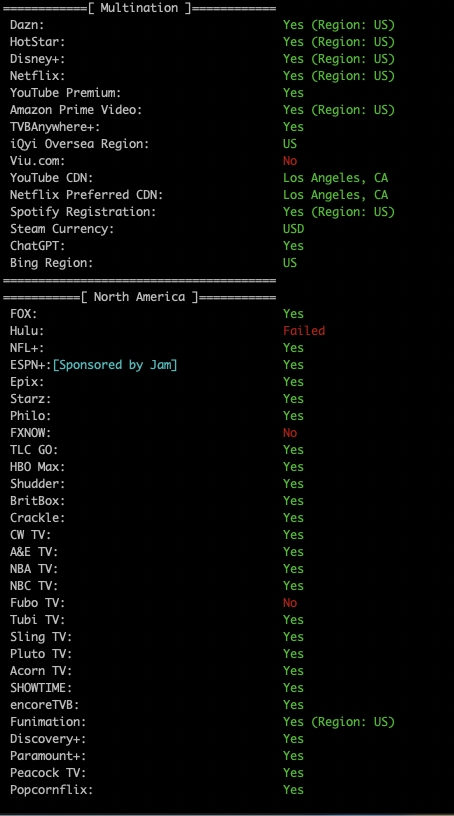 ============[ Multination ]============
Dazn: Yes (Region: US)
HotStar: Yes (Region: US)
Disney+: Yes (Region: US)
Netflix: Yes (Region: US)
YouTube Premium: Yes
Amazon Prime Video: Yes (Region: US)
TVBAnywhere+: Yes
iQyi Oversea Region: US
Viu.com: No
YouTube CDN: Los Angeles, CA
Netflix Preferred CDN: Los Angeles, CA
Spotify Registration: Yes (Region: US)
Steam Currency: USD
ChatGPT: Yes
Bing Region: US
=======================================
===========[ North America ]===========
FOX: Yes
Hulu: Failed
NFL+: Yes
ESPN+:[Sponsored by Jam] Yes
Epix: Yes
Starz: Yes
Philo: Yes
FXNOW: No
TLC GO: Yes
HBO Max: Yes
Shudder: Yes
BritBox: Yes
Crackle: Yes
CW TV: Yes
A&E TV: Yes
NBA TV: Yes
NBC TV: Yes
Fubo TV: No
Tubi TV: Yes
Sling TV: Yes
Pluto TV: Yes
Acorn TV: Yes
SHOWTIME: Yes
encoreTVB: Yes
Funimation: Yes (Region: US)
Discovery+: Yes
Paramount+: Yes
Peacock TV: Yes
Popcornflix: Yes